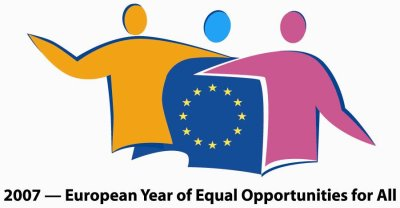 2007 — European Year of Equal Opportunities for All